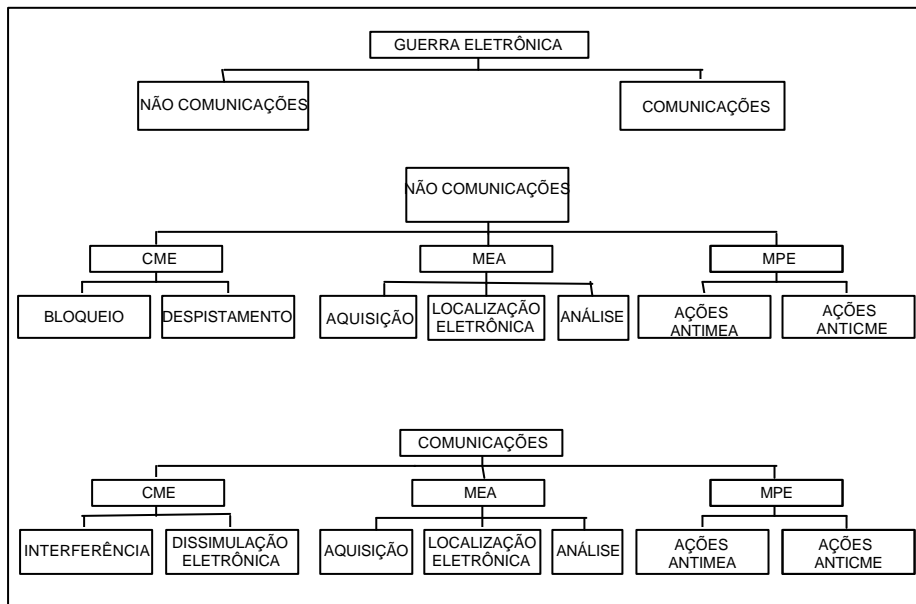 GUERRA ELETRÔNICA
NÃO COMUNICAÇÕES
COMUNICAÇÕES
NÃO COMUNICAÇÕES
CME
MEA
MPE
BLOQUEIO
DESPISTAMENTO
AQUISIÇÃO
LOCALIZAÇÃO
ELETRÔNICA
ANÁLISE
AÇÕES
ANTIMEA
AÇÕES
ANTICME
COMUNICAÇÕES
CME
MEA
MPE
INTERFERÊNCIA
DISSIMULAÇÃO
ELETRÔNICA
AQUISIÇÃO
LOCALIZAÇÃO
ELETRÔNICA
ANÁLISE
AÇÕES
ANTIMEA
AÇÕES
ANTICME